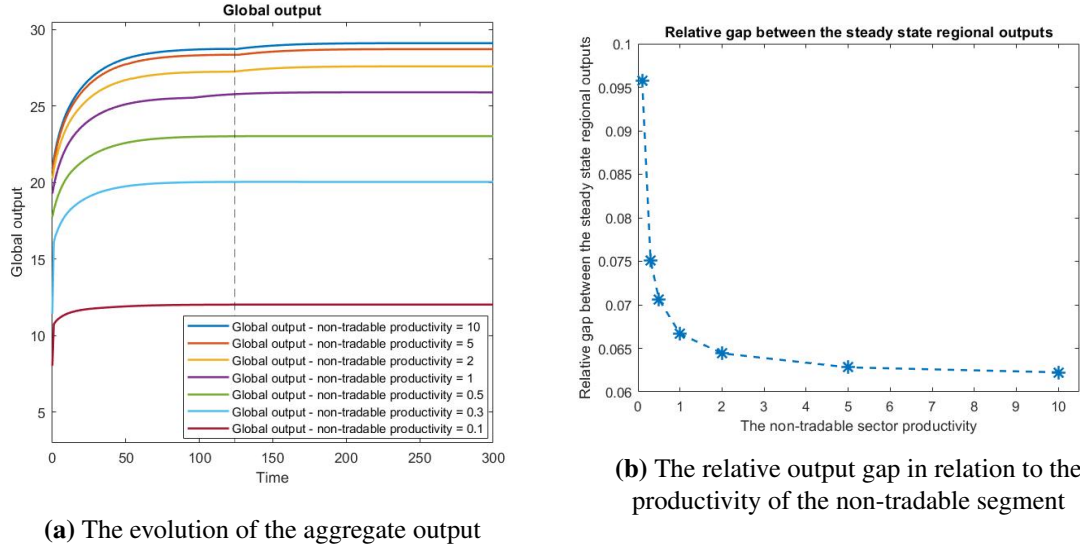 Global output
30
25
20
15
10
5
Global output
0
50
100
150
200
250
300
Time
Global output - non-tradable productivity = 10
Global output - non-tradable productivity = 5
Global output - non-tradable productivity = 2
Global output - non-tradable productivity = 1
Global output - non-tradable productivity = 0.5
Global output - non-tradable productivity = 0.3
Global output - non-tradable productivity = 0.1
(a) The evolution of the aggregate output
Relative gap between the steady state regional outputs
0.1
0.095
0.09
0.085
0.08
0.075
0.07
0.065
0.06
Relative gap between the steady state regional outputs
0
1
2
3
4
5
6
7
8
9
10
The non-tradable sector productivity
(b) The relative output gap in relation to the
productivity of the non-tradable segment